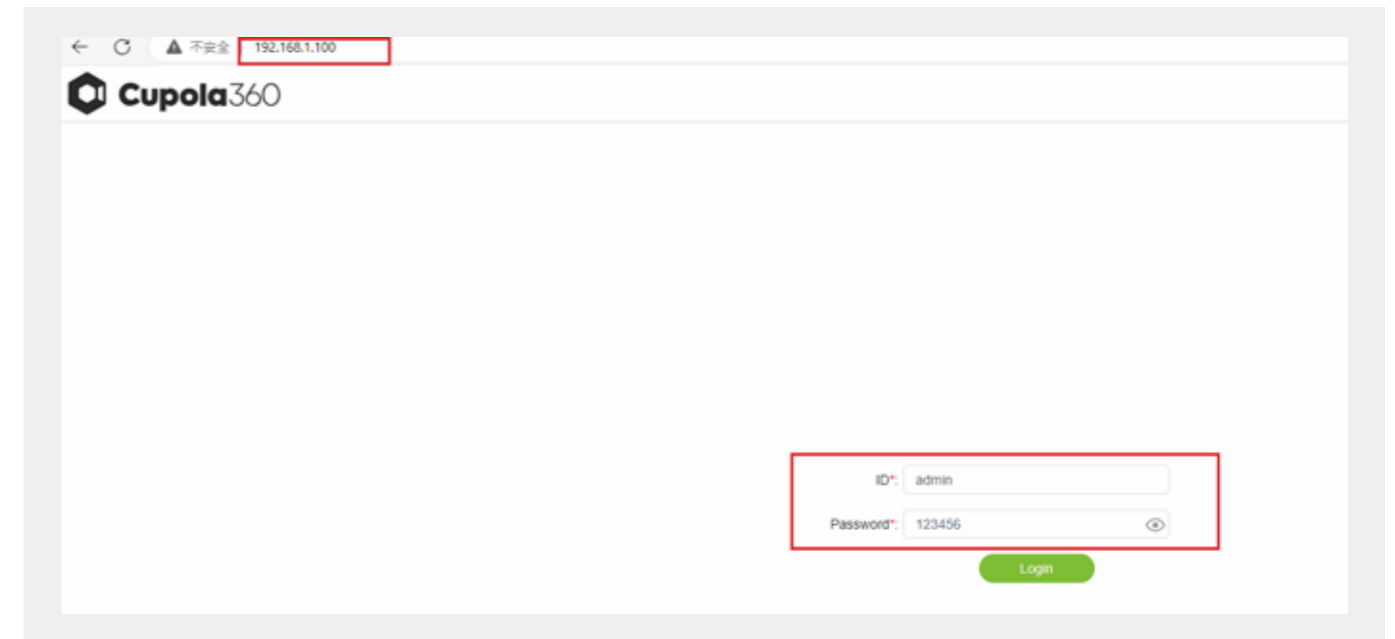 不安全 192.168.1.100
Cupola360
ID*: admin
Password*: 123456
Login